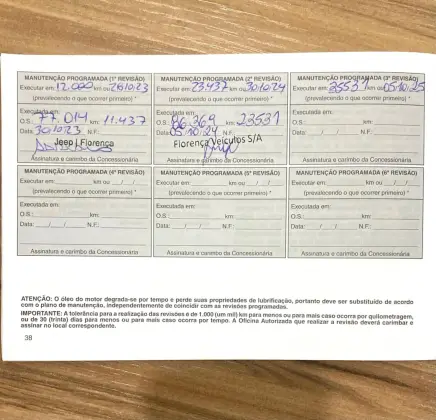 MANUTENÇÃO PROGRAMADA (1ª REVISÃO)
Executar em: 12.000 km ou 26/10/23
(prevalecendo o que ocorrer primeiro) *
Executada em:
O.S.: 77.014 km: 11.437
Data: 30/10/23 N.F.:
Jeep | Florença
Assinatura e carimbo da Concessionária
MANUTENÇÃO PROGRAMADA (2ª REVISÃO)
Executar em: 23.437 km ou 30/10/24
(prevalecendo o que ocorrer primeiro) *
Executada em:
O.S.: 86.369 km: 23531
Data: 05/10/24 N.F.
Florença Veículos S/A
Assinatura e carimbo da Concessionária
MANUTENÇÃO PROGRAMADA (3ª REVISÃO)
Executar em: 35531 km ou 05/10/25
(prevalecendo o que ocorrer primeiro) *
Executada em:
O.S.: km:
Data: / / N.F.:
Assinatura e carimbo da Concessionária
MANUTENÇÃO PROGRAMADA (4ª REVISÃO)
Executar em: km ou / /
(prevalecendo o que ocorrer primeiro) *
Executada em:
O.S.: km:
Data: / / N.F.:
Assinatura e carimbo da Concessionária
MANUTENÇÃO PROGRAMADA (5ª REVISÃO)
Executar em: km ou / /
(prevalecendo o que ocorrer primeiro) *
Executada em:
O.S.: km:
Data: / / N.F.:
Assinatura e carimbo da Concessionária
MANUTENÇÃO PROGRAMADA (6ª REVISÃO)
Executar em: km ou / /
(prevalecendo o que ocorrer primeiro) *
Executada em:
O.S.: km:
Data: / / N.F.:
Assinatura e carimbo da Concessionária
ATENÇÃO: O óleo do motor degrada-se por tempo e perde suas propriedades de lubrificação, portanto deve ser substituído de acordo
com o plano de manutenção, independentemente de coincidir com as revisões programadas.
IMPORTANTE: A tolerância para a realização das revisões é de 1.000 (um mil) km para menos ou para mais caso ocorra por quilometragem,
ou de 30 (trinta) dias para menos ou para mais caso ocorra por tempo. A Oficina Autorizada que realizar a revisão deverá carimbar e
assinar no local correspondente.
38